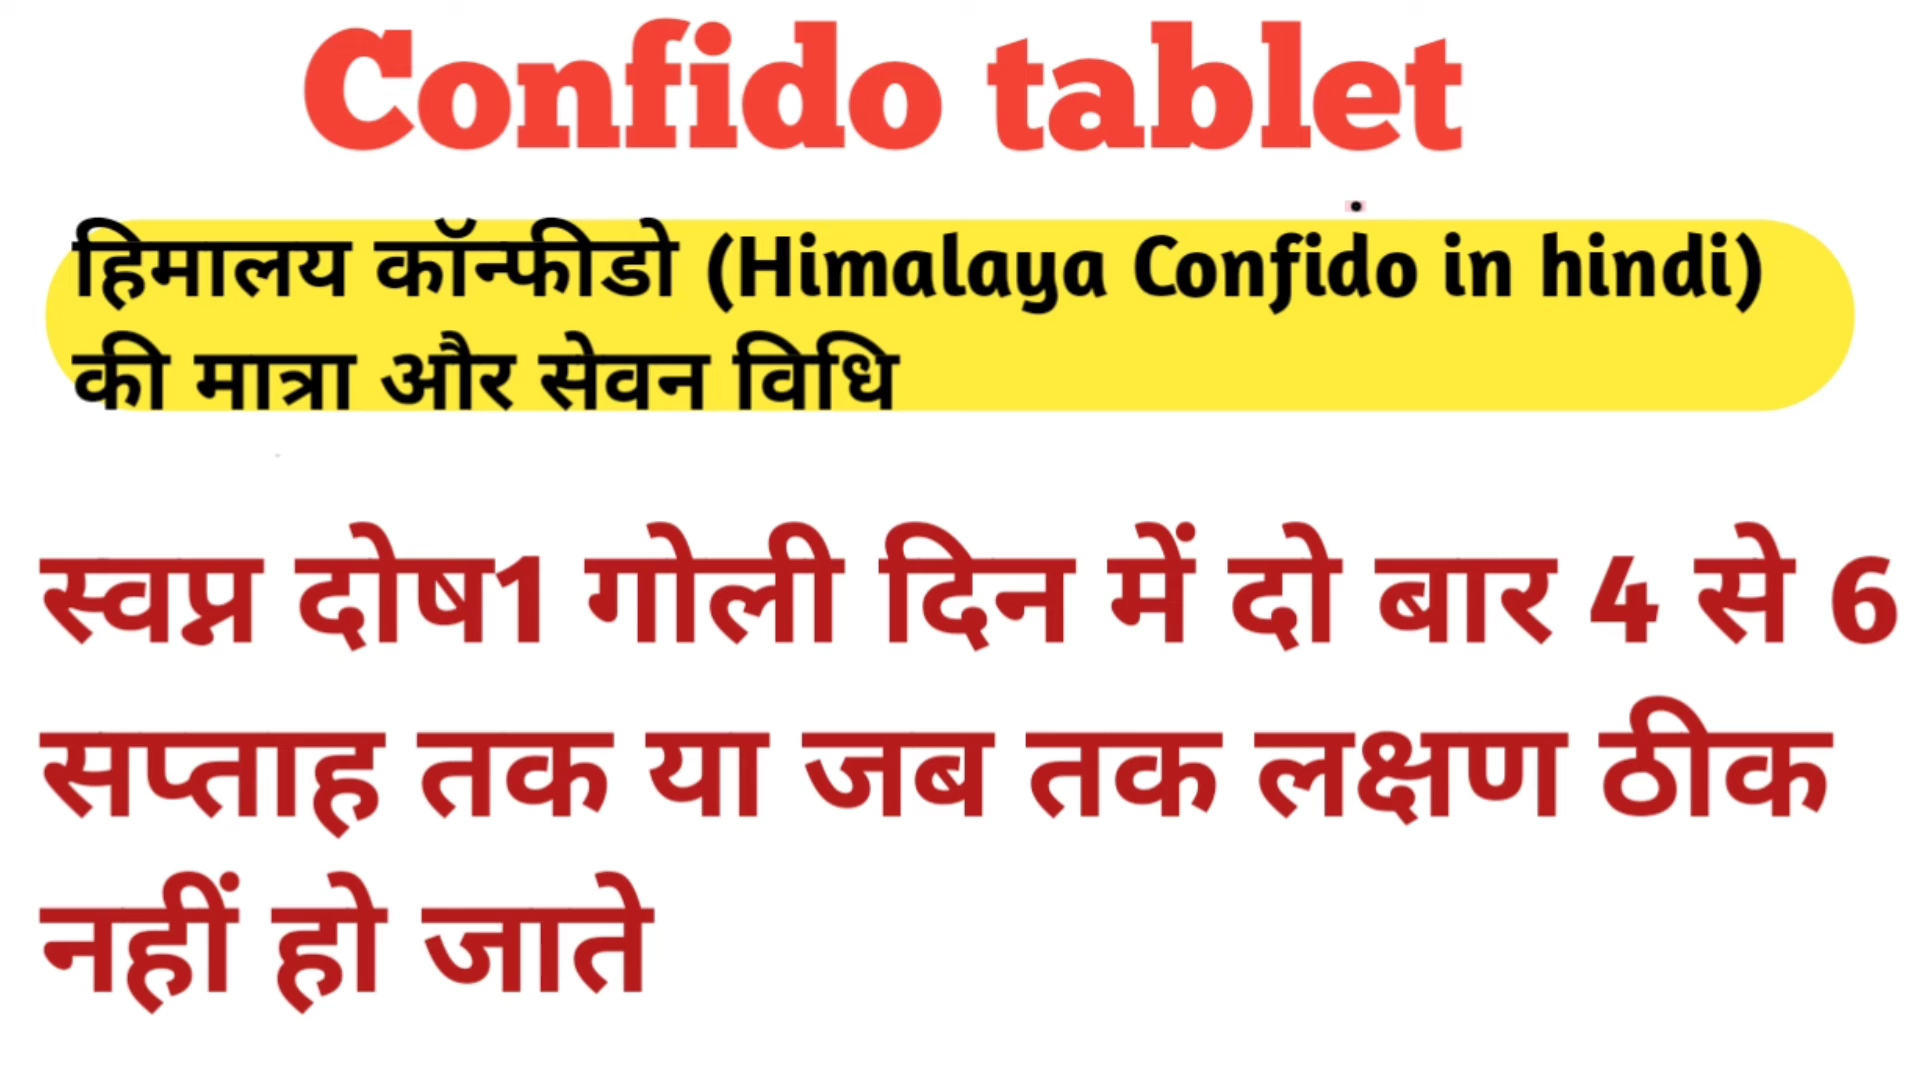 Confido tablet
हिमालय कॉन्फीडो (Himalaya Confido in hindi)
की मात्रा और सेवन विधि
स्वप्न दोष1 गोली दिन में दो बार 4 से 6
सप्ताह तक या जब तक लक्षण ठीक
नहीं हो जाते